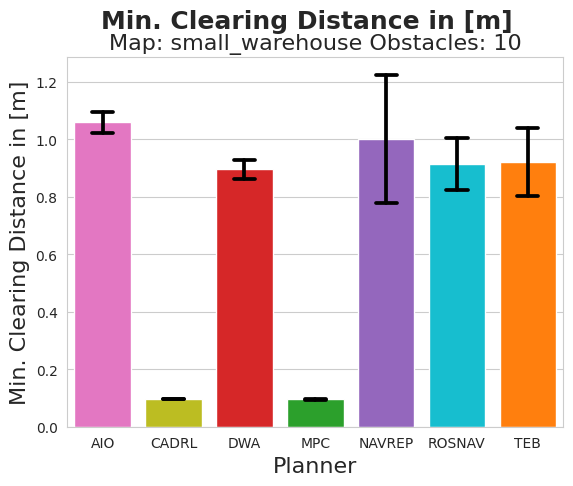 Min. Clearing Distance in [m]
Map: small_warehouse Obstacles: 10
Min. Clearing Distance in [m]
1.2
1.0
0.8
0.6
0.4
0.2
0.0
AIO CADRL DWA MPC NAVREP ROSNAV TEB
Planner